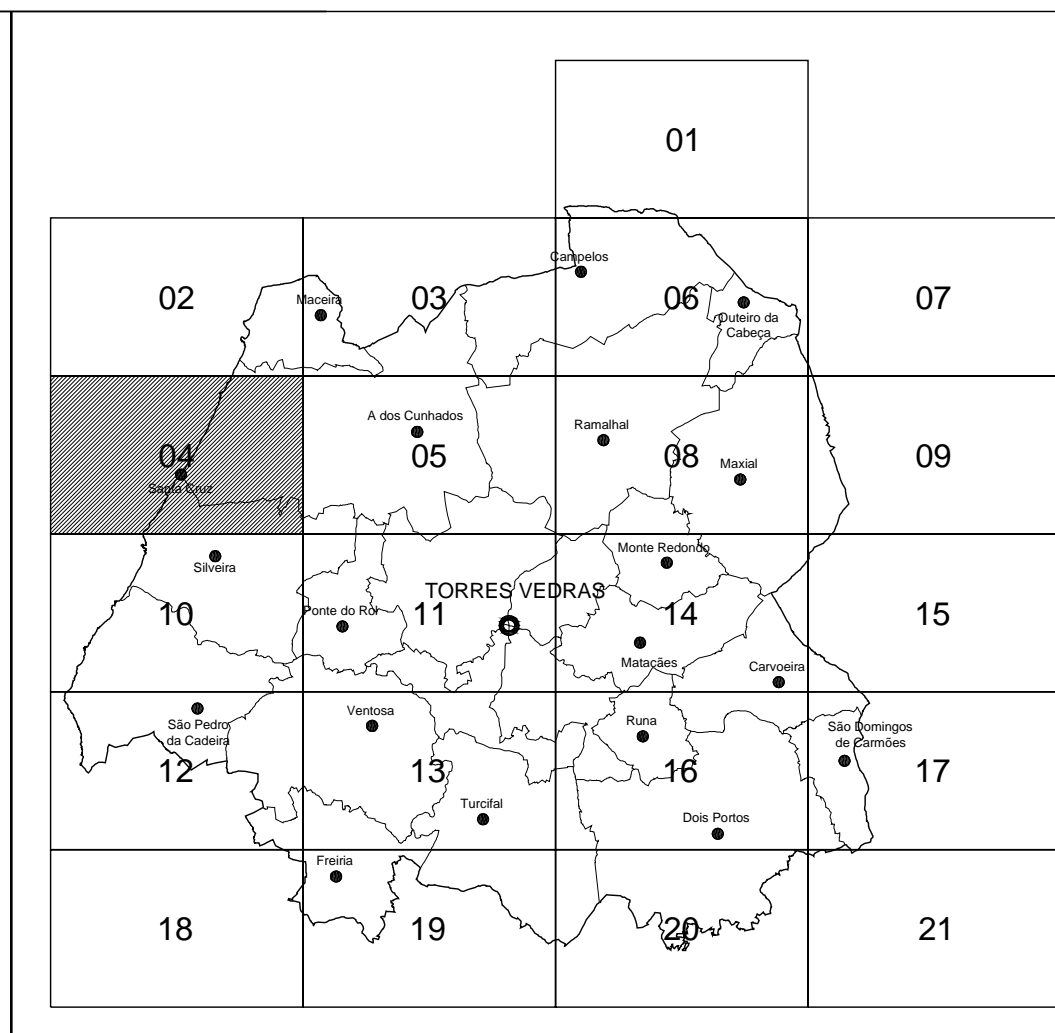 01
Campelos
02
Maceira
03
06
Outeiro da
Cabeça
07
A dos Cunhados
Ramalhal
04
05
08
Maxial
09
Santa Cruz
Silveira
Monte Redondo
TORRES VEDRAS
10
Ponte do Rol
11
14
15
Matacães
Carvoeira
São Pedro
da Cadeira
Ventosa
Runa
São Domingos
de Carmões
12
13
16
17
Turcifal
Dois Portos
Freiria
18
19
20
21